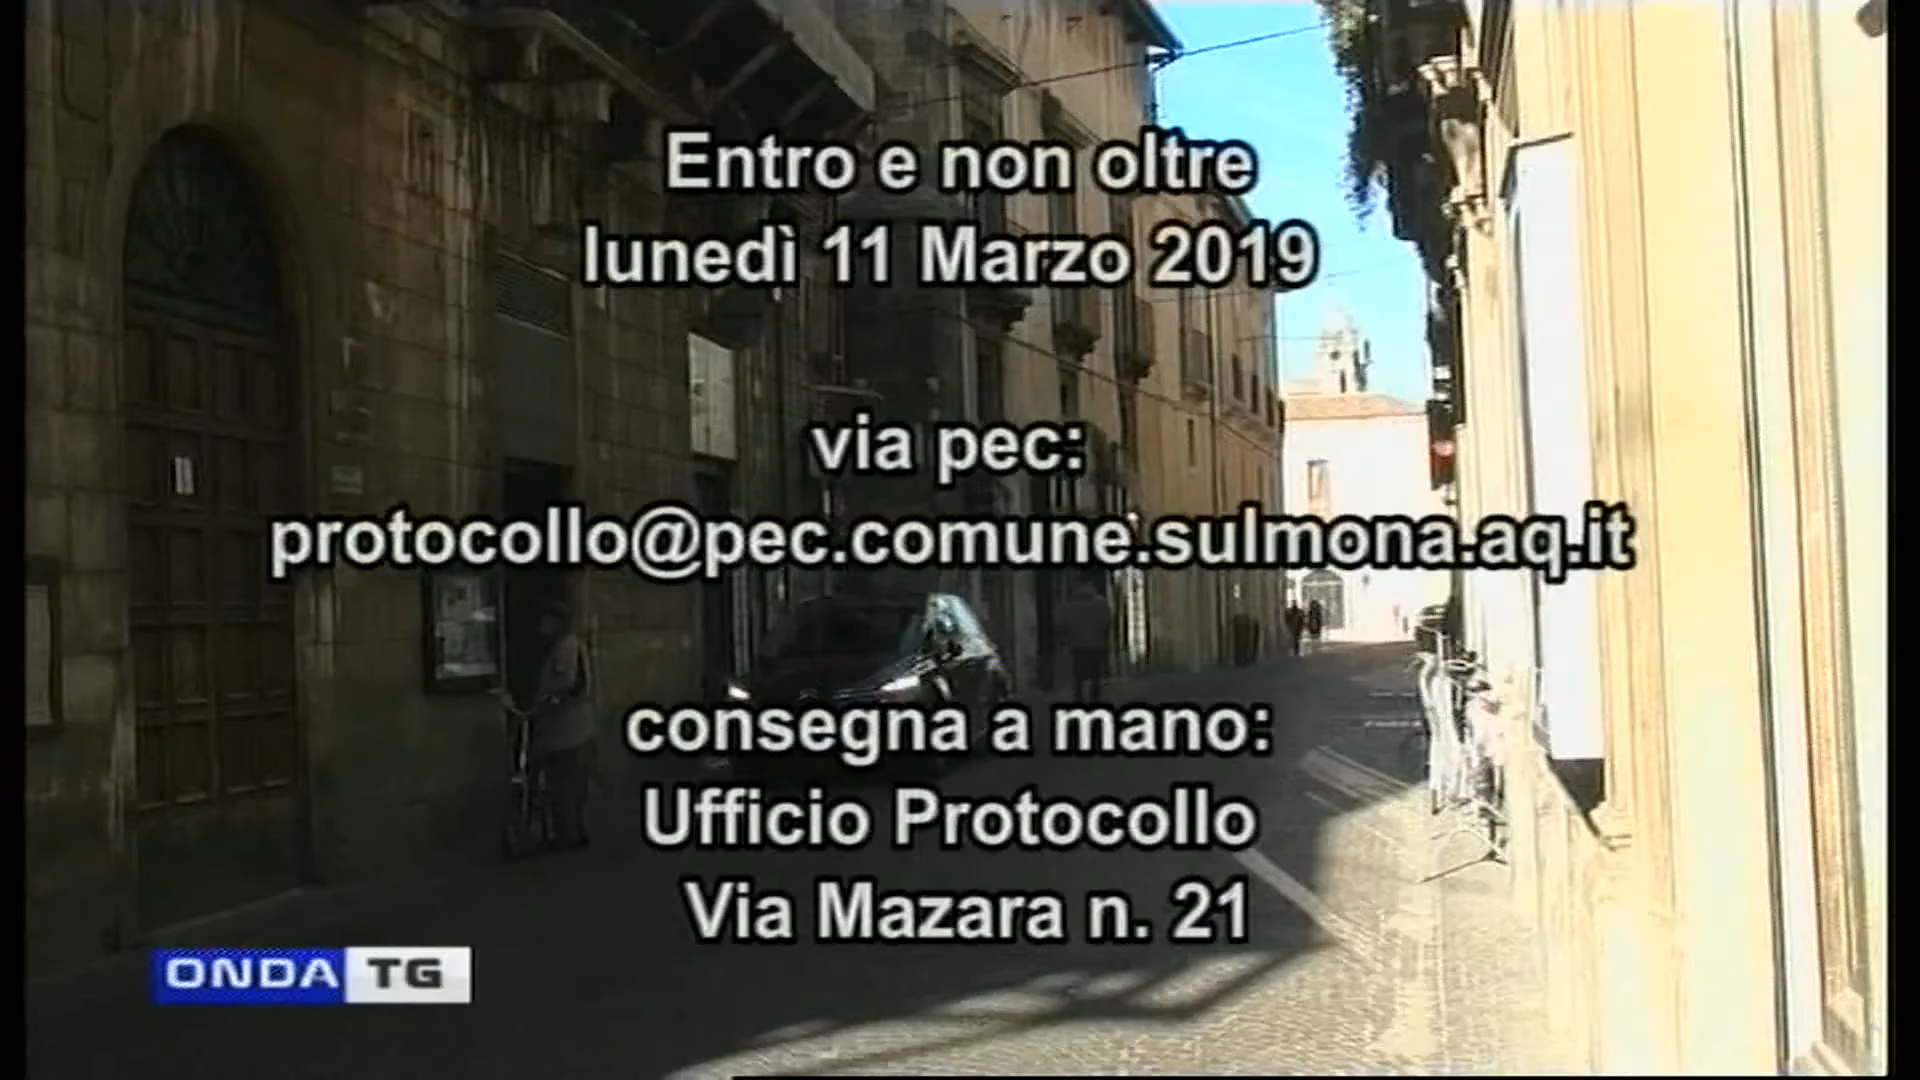 Entro e non oltre
lunedì 11 Marzo 2019
via pec:
protocollo@pec.comune.sulmona.aq.it
consegna a mano:
Ufficio Protocollo
Via Mazara n. 21
ONDA TG